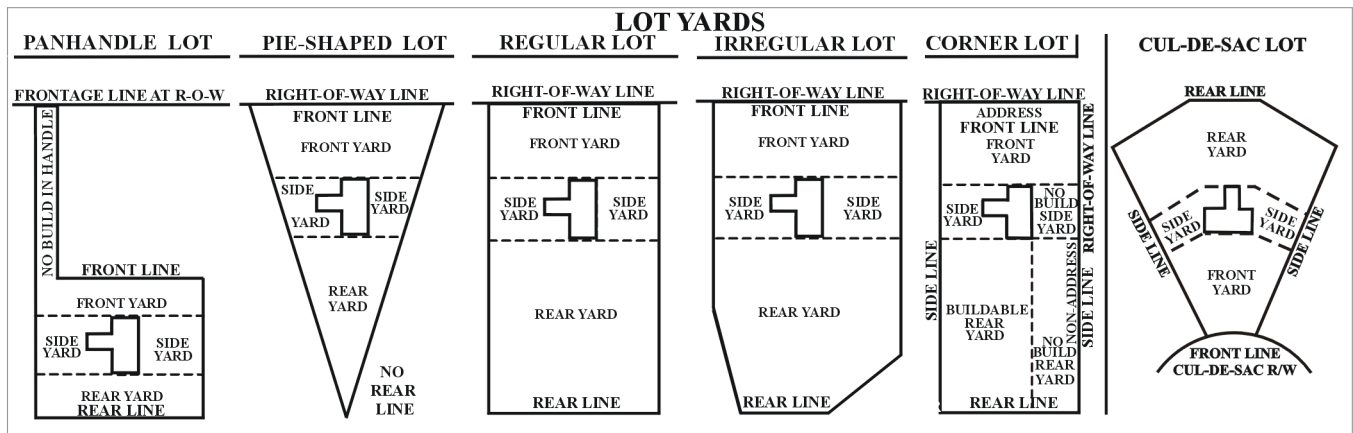 LOT YARDS
PANHANDLE LOT
FRONTAGE LINE AT R-O-W
NO BUILD IN HANDLE
FRONT LINE
FRONT YARD
SIDE
YARD
SIDE
YARD
REAR YARD
REAR LINE
PIE-SHAPED LOT
RIGHT-OF-WAY LINE
FRONT LINE
FRONT YARD
SIDE
YARD
SIDE
YARD
REAR
YARD
NO
REAR
LINE
REGULAR LOT
RIGHT-OF-WAY LINE
FRONT LINE
FRONT YARD
SIDE
YARD
SIDE
YARD
REAR YARD
REAR LINE
IRREGULAR LOT
RIGHT-OF-WAY LINE
FRONT LINE
FRONT YARD
SIDE
YARD
SIDE
YARD
REAR YARD
REAR LINE
CORNER LOT
RIGHT-OF-WAY LINE
ADDRESS
FRONT LINE
FRONT
YARD
SIDE
YARD
NO
BUILD
SIDE
YARD
RIGHT-OF-WAY LINE
SIDE LINE
BUILDABLE
REAR
YARD
NON-ADDRESS
SIDE LINE
NO
BUILD
REAR
YARD
REAR LINE
CUL-DE-SAC LOT
REAR LINE
REAR
YARD
SIDE
YARD
SIDE
YARD
SIDE LINE
SIDE LINE
FRONT
YARD
FRONT LINE
CUL-DE-SAC R/W